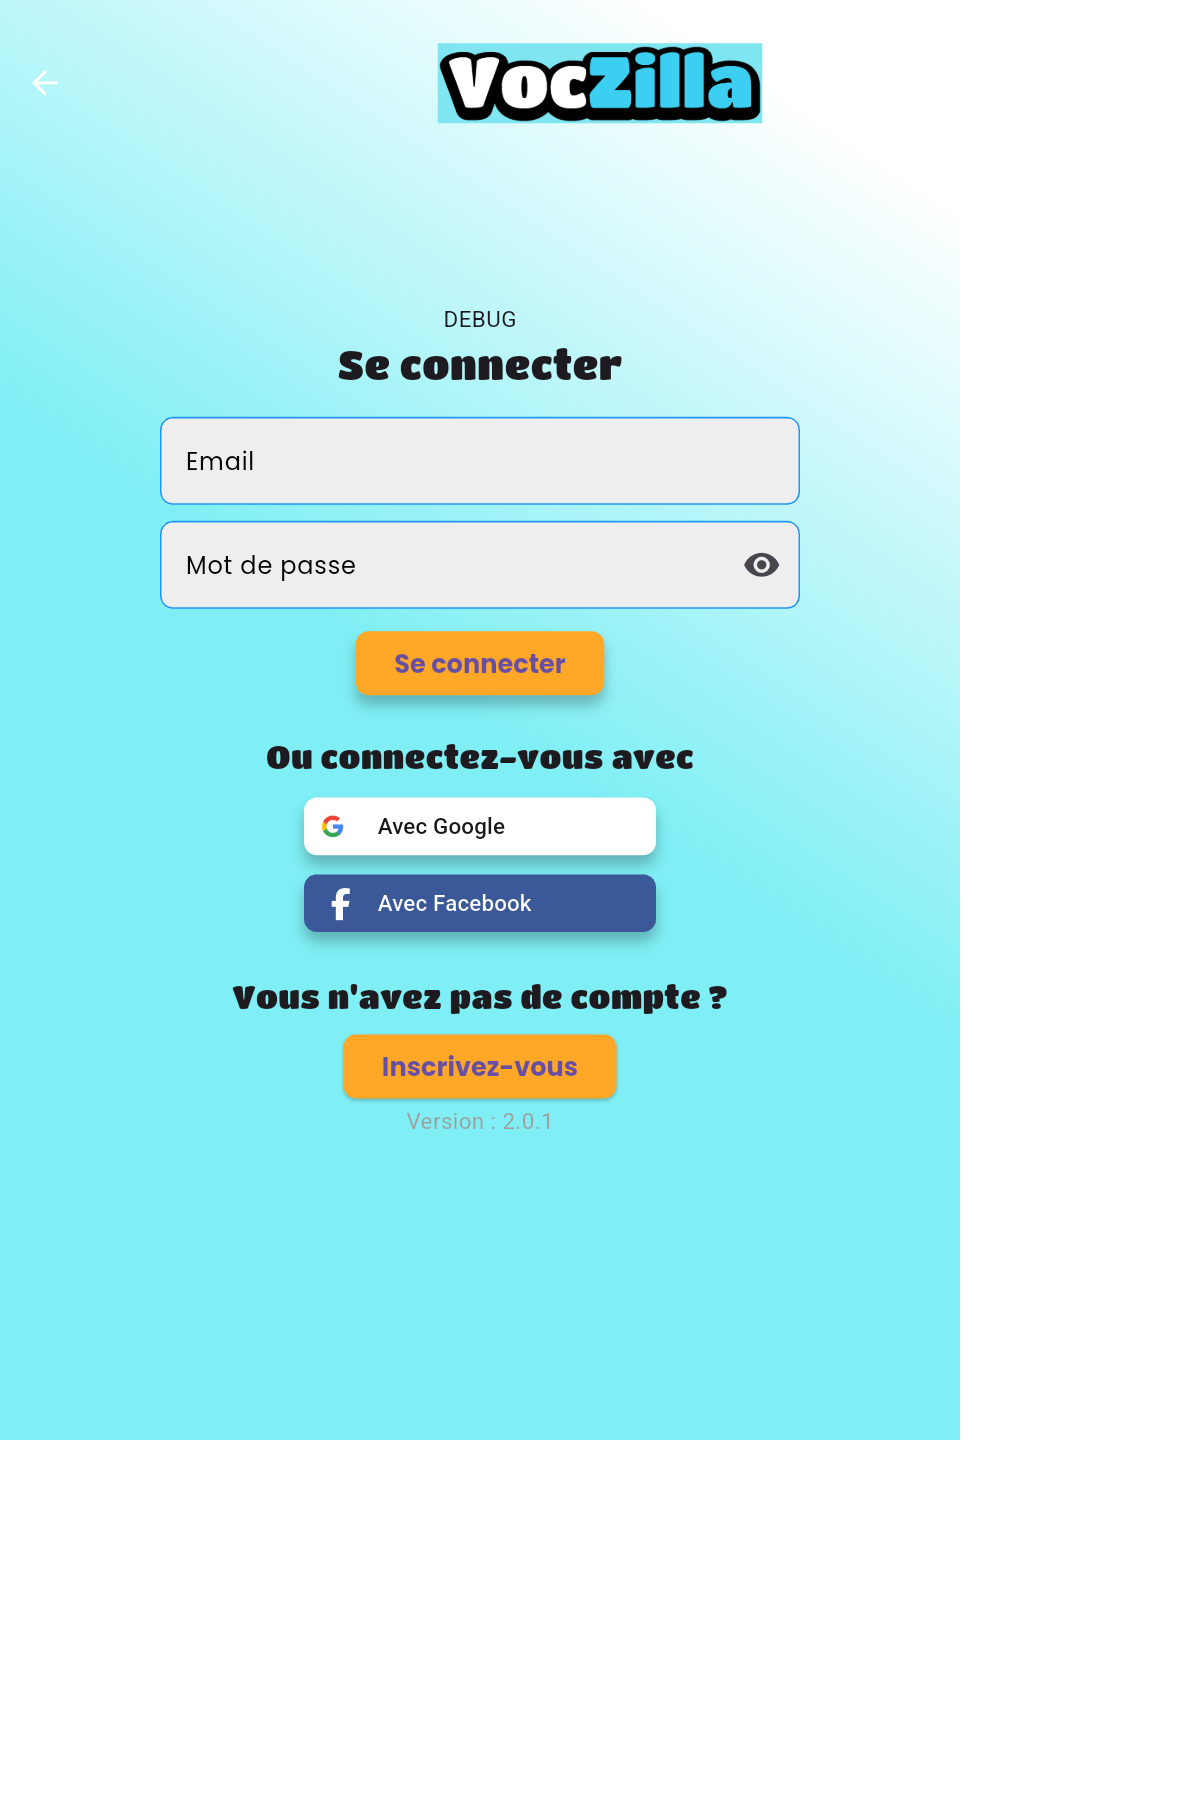 VocZilla
DEBUG
Se connecter
Email
Mot de passe
Se connecter
Ou connectez-vous avec
Avec Google
Avec Facebook
Vous n'avez pas de compte ?
Inscrivez-vous
Version : 2.0.1